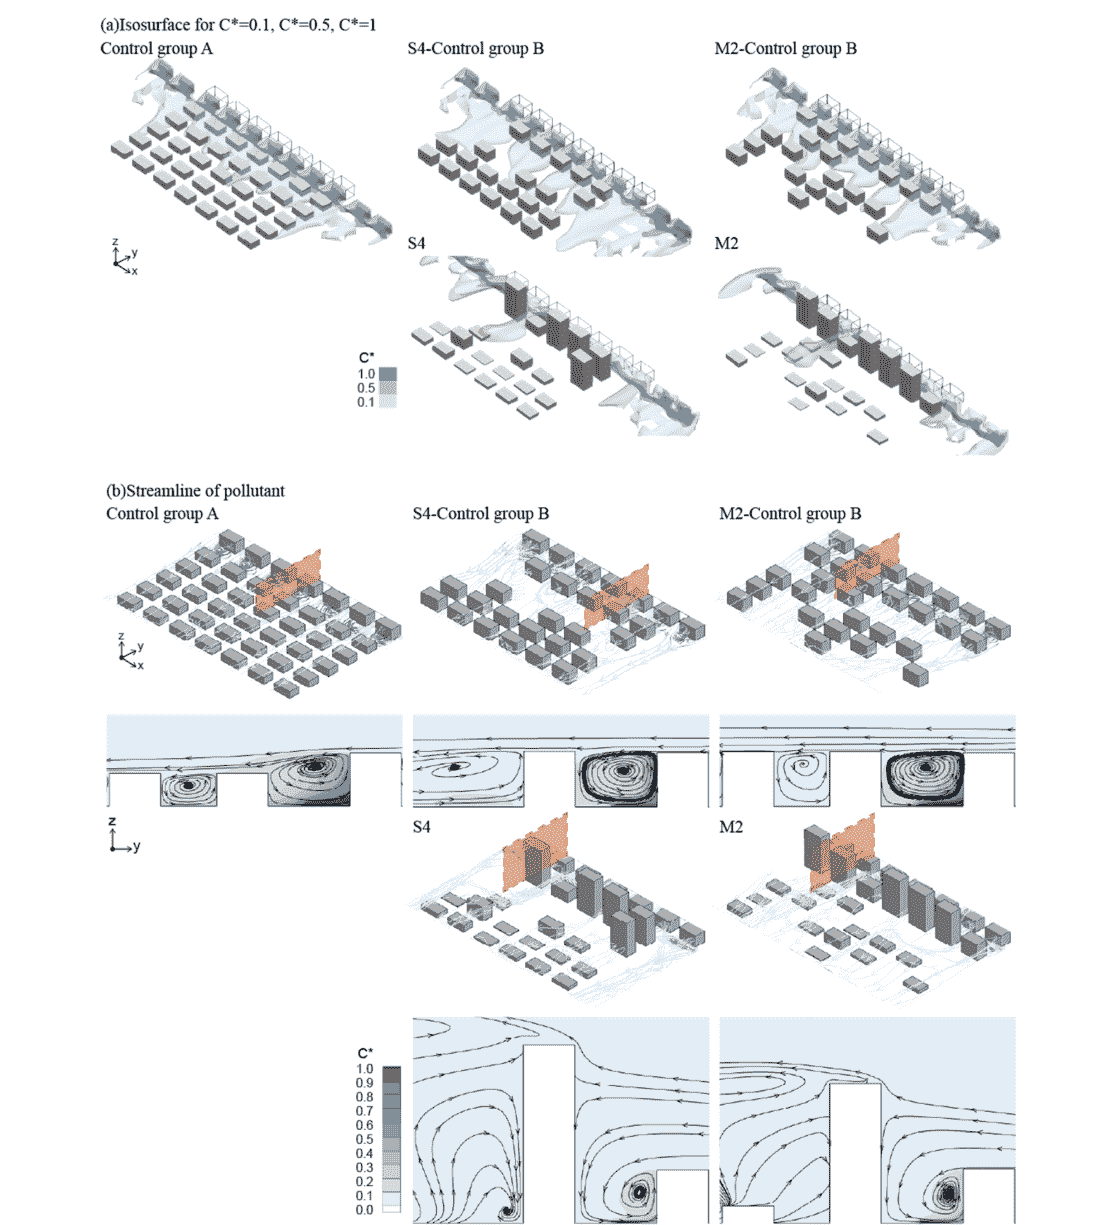 (a)Isosurface for C*=0.1, C*=0.5, C*=1
Control group A
S4-Control group B
M2-Control group B
z
y
x
S4
M2
C*
1.0
0.5
0.1
(b)Streamline of pollutant
Control group A
S4-Control group B
M2-Control group B
z
y
x
z
y
S4
M2
C*
1.0
0.9
0.8
0.7
0.6
0.5
0.4
0.3
0.2
0.1
0.0